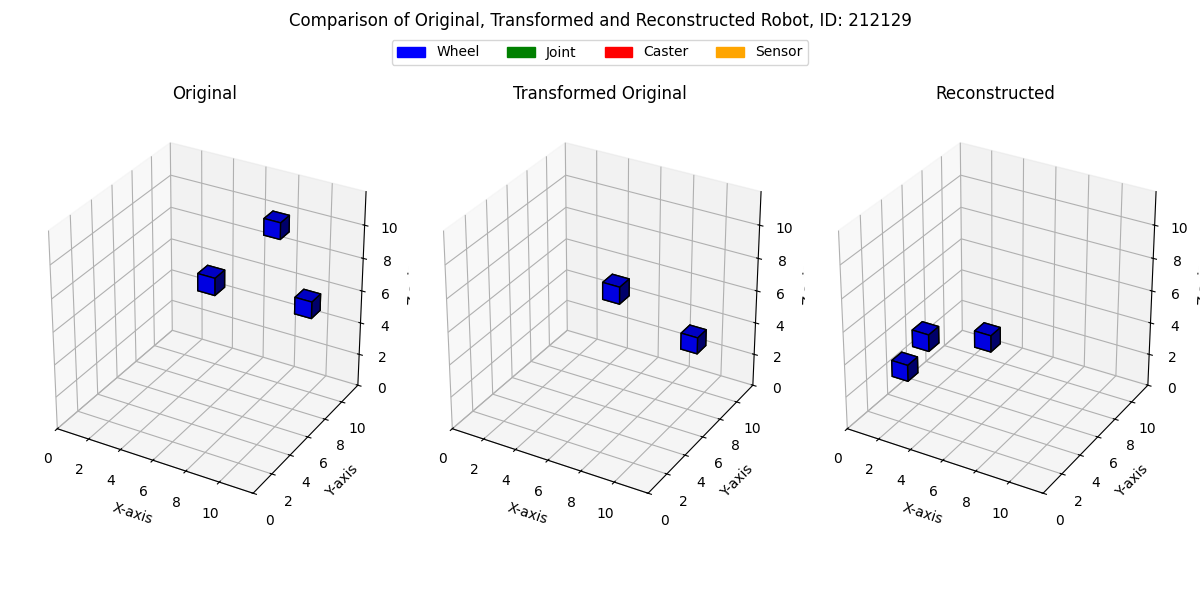 Comparison of Original, Transformed and Reconstructed Robot, ID: 212129
Wheel Joint Caster Sensor
Original Transformed Original Reconstructed
0 2 4 6 8 10
X-axis
0 2 4 6 8 10
Y-axis
0 2 4 6 8 10
0 2 4 6 8 10
X-axis
0 2 4 6 8 10
Y-axis
0 2 4 6 8 10
0 2 4 6 8 10
X-axis
0 2 4 6 8 10
Y-axis
0 2 4 6 8 10